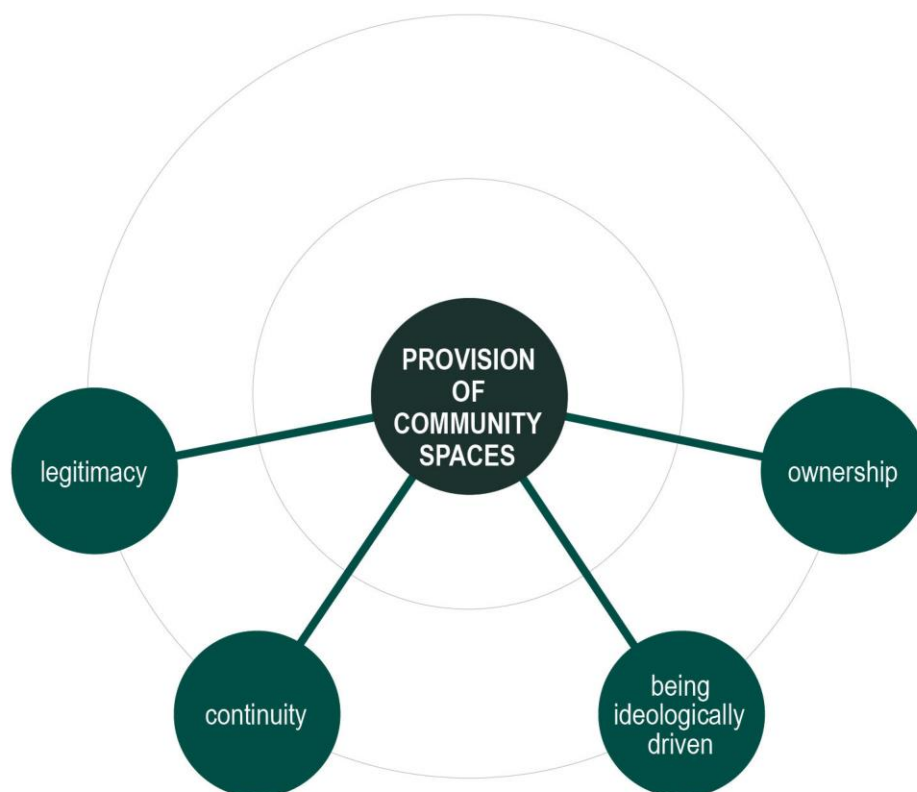 PROVISION
OF
COMMUNITY
SPACES
legitimacy
ownership
continuity
being
ideologically
driven